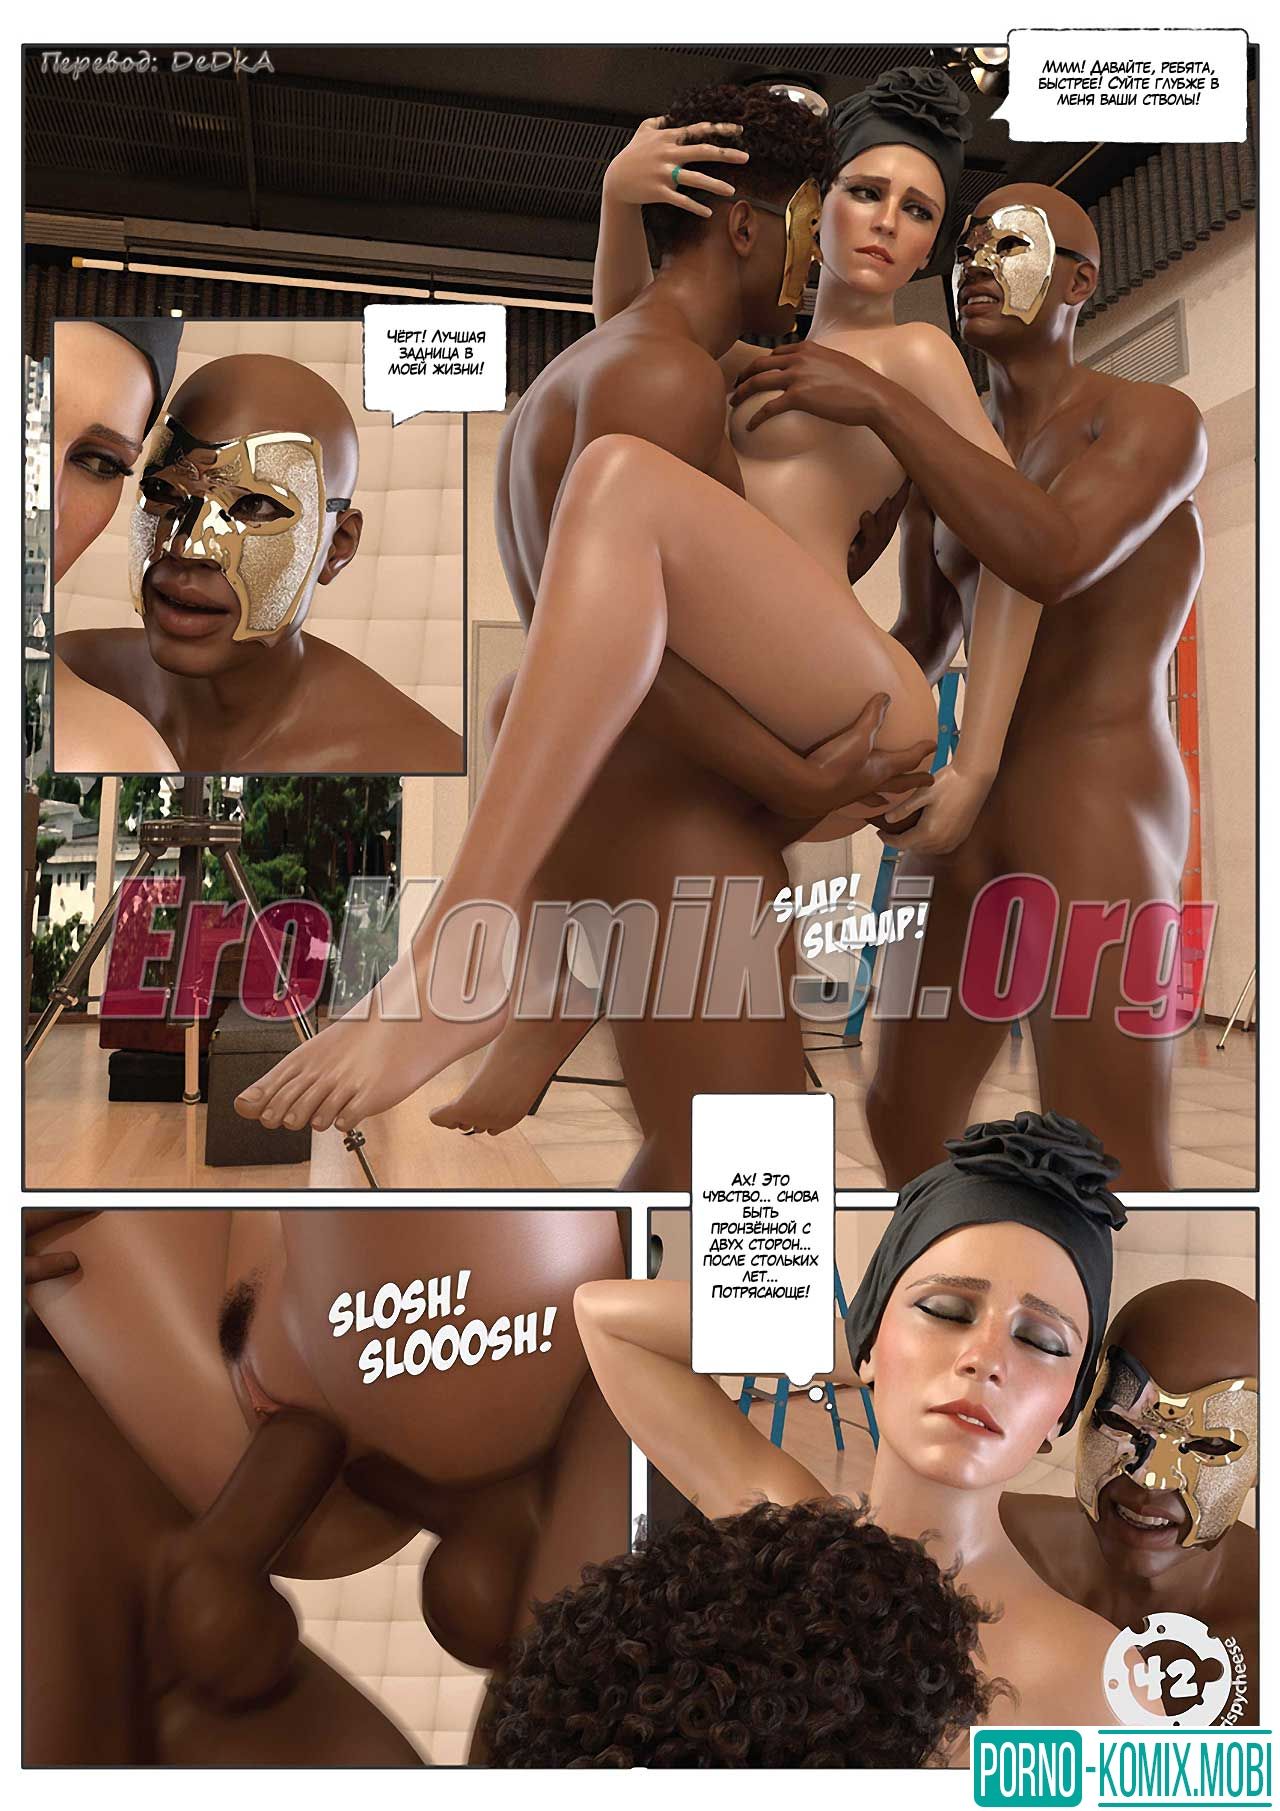 Перевод: DeDkA
МММ! ДАВАЙТЕ, РЕБЯТА,
БЫСТРЕЕ! СУЙТЕ ГЛУБЖЕ В
МЕНЯ ВАШИ СТВОЛЫ!
ЧЁРТ! ЛУЧШАЯ
ЗАДНИЦА В
МОЕЙ ЖИЗНИ!
SLAP!
SLAAAP!
EroKomiksi.Org
АХ! ЭТО
ЧУВСТВО... СНОВА
БЫТЬ
ПРОНЗЁННОЙ С
ДВУХ СТОРОН...
ПОСЛЕ СТОЛЬКИХ
ЛЕТ...
ПОТРЯСАЮЩЕ!
SLOSH!
SLOOOSH!
42
rispycheese
PORNO-KOMIX.MOBI